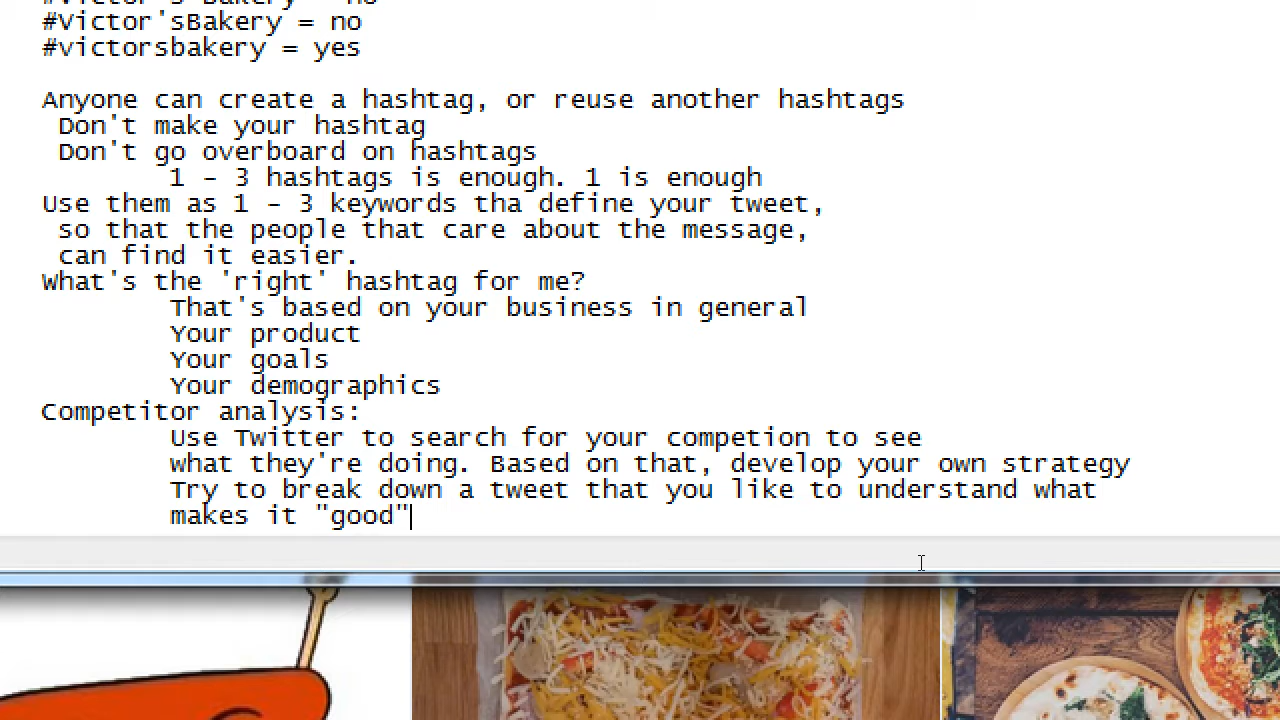 #Victor's Bakery = no
#Victor'sBakery = no
#victorsbakery = yes
Anyone can create a hashtag, or reuse another hashtags
Don't make your hashtag
Don't go overboard on hashtags
1 - 3 hashtags is enough. 1 is enough
Use them as 1 - 3 keywords tha define your tweet,
so that the people that care about the message,
can find it easier.
What's the 'right' hashtag for me?
That's based on your business in general
Your product
Your goals
Your demographics
Competitor analysis:
Use Twitter to search for your competion to see
what they're doing. Based on that, develop your own strategy
Try to break down a tweet that you like to understand what
makes it "good"